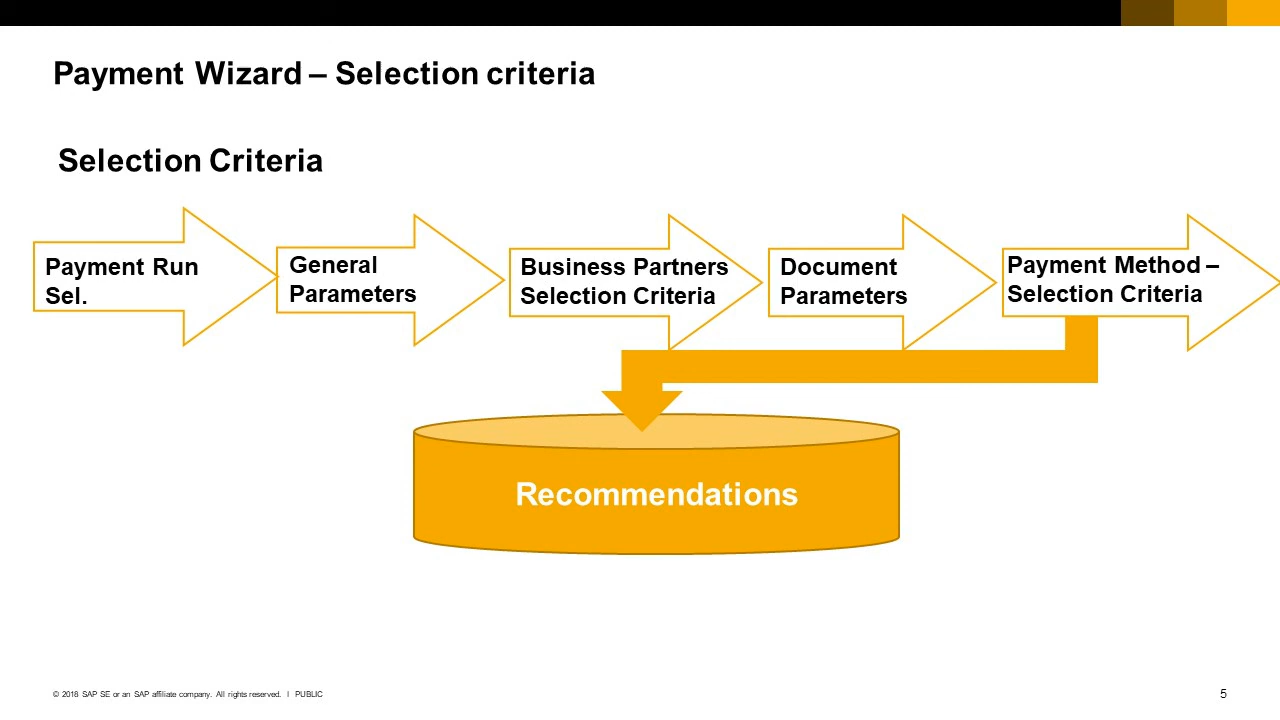 Payment Wizard – Selection criteria
Selection Criteria
Payment Run
Sel.
General
Parameters
Business Partners
Selection Criteria
Document
Parameters
Payment Method –
Selection Criteria
Recommendations
© 2018 SAP SE or an SAP affiliate company. All rights reserved. I PUBLIC
5